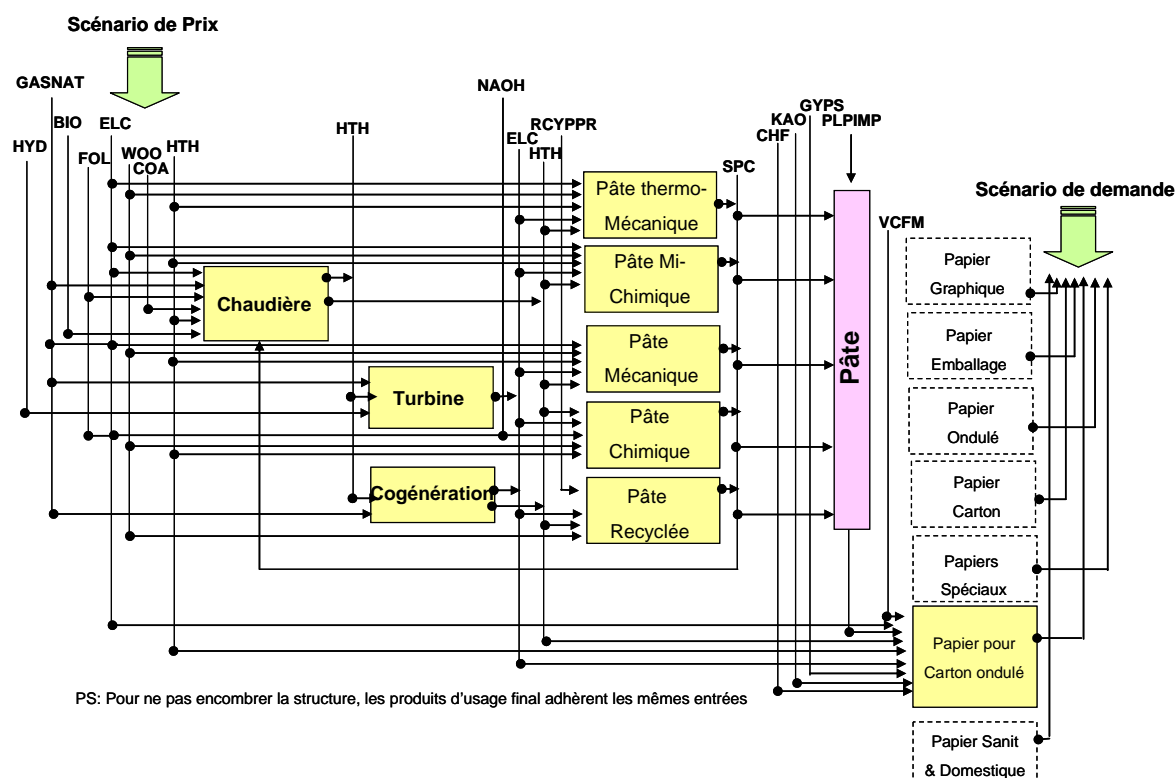 Scénario de Prix
GASNAT
NAOH
GYPS
BIO
ELC
HTH
ELC
RCYPPR
KAO
PLPIMP
HYD
FOL
WOO
COA
HTH
HTH
SPC
CHF
VCFM
Scénario de demande
Pâte thermo-
Mécanique
Pâte Mi-
Chimique
Pâte
Mécanique
Pâte
Chimique
Pâte
Recyclée
Chaudière
Turbine
Cogénération
Pâte
Papier
Graphique
Papier
Emballage
Papier
Ondulé
Papier
Carton
Papiers
Spéciaux
Papier pour
Carton ondulé
Papier Sanit
& Domestique
PS: Pour ne pas encombrer la structure, les produits d'usage final adhèrent les mêmes entrées